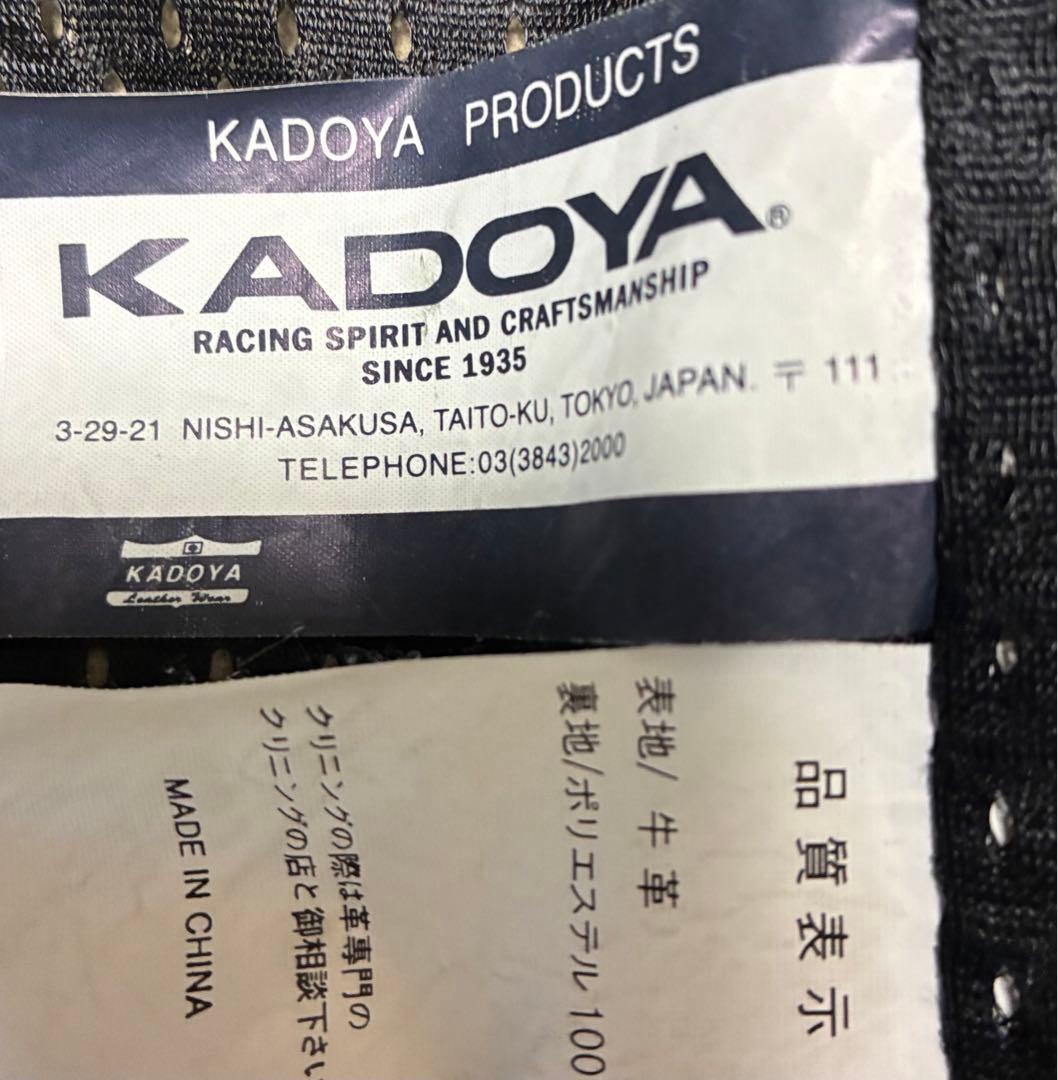 KADOYA PRODUCTS
KADOYA®
RACING SPIRIT AND CRAFTSMANSHIP
SINCE 1935
3-29-21 NISHI-ASAKUSA, TAITO-KU, TOKYO, JAPAN. 〒 111
TELEPHONE:03(3843)2000
KADOYA
Leather Wear
品質表示
表地/ 牛革
裏地/ポリエステル 100
クリニングの際は革専門の
クリニングの店と御相談下さい
MADE IN CHINA